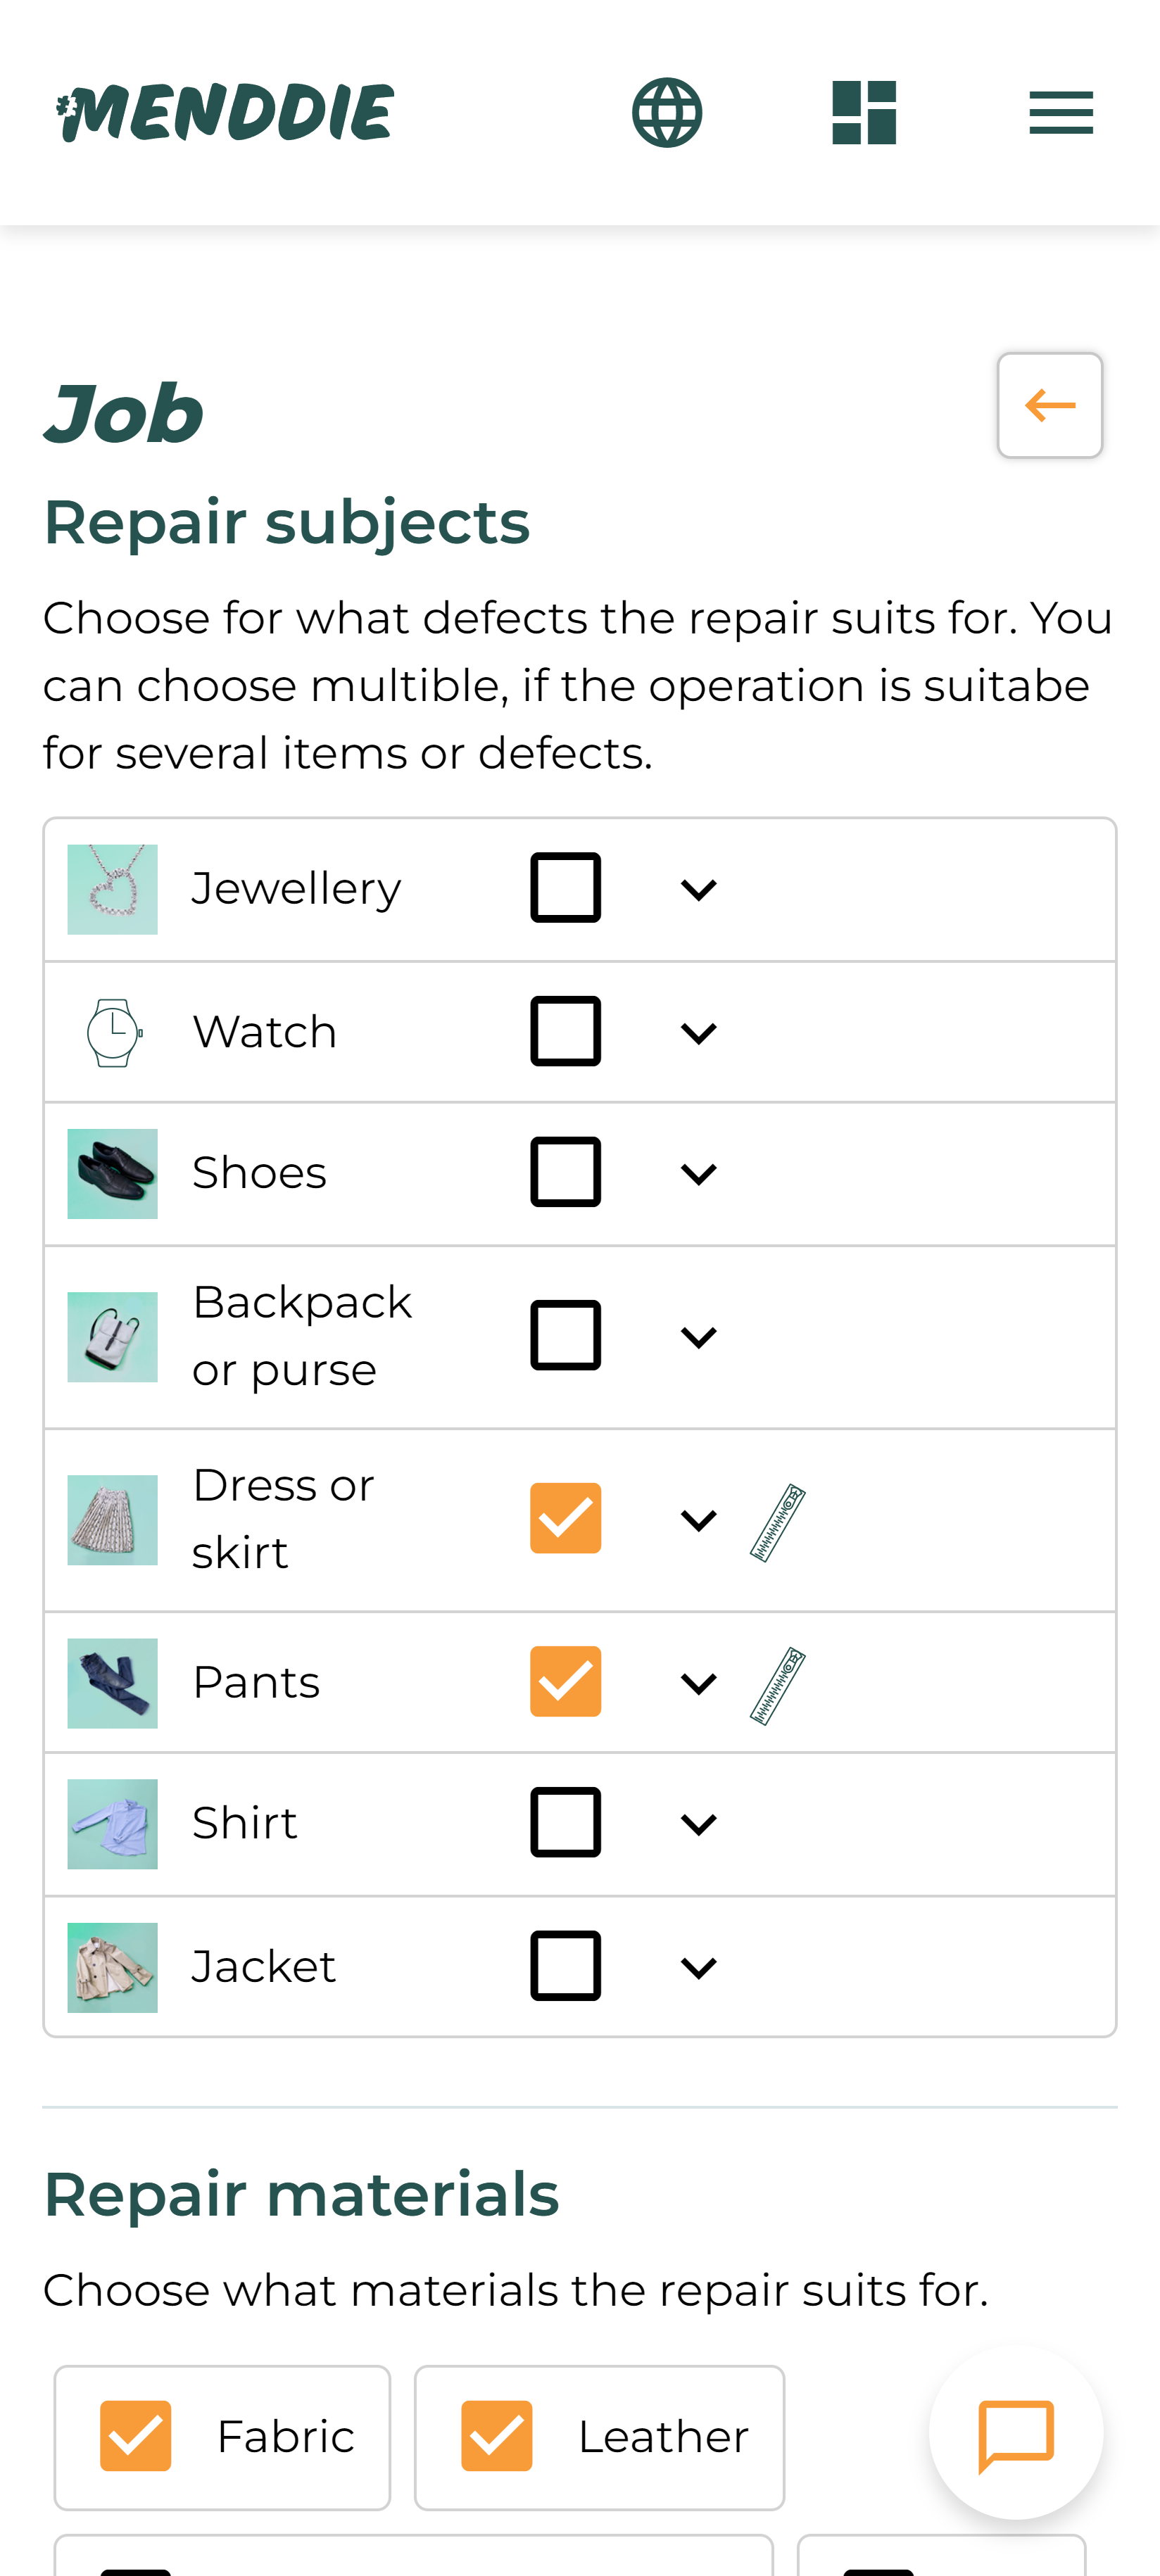 #MENDDIE
Job
Repair subjects
Choose for what defects the repair suits for. You
can choose multible, if the operation is suitabe
for several items or defects.
Jewellery
Watch
Shoes
Backpack
or purse
Dress or
skirt
Pants
Shirt
Jacket
Repair materials
Choose what materials the repair suits for.
Fabric
Leather